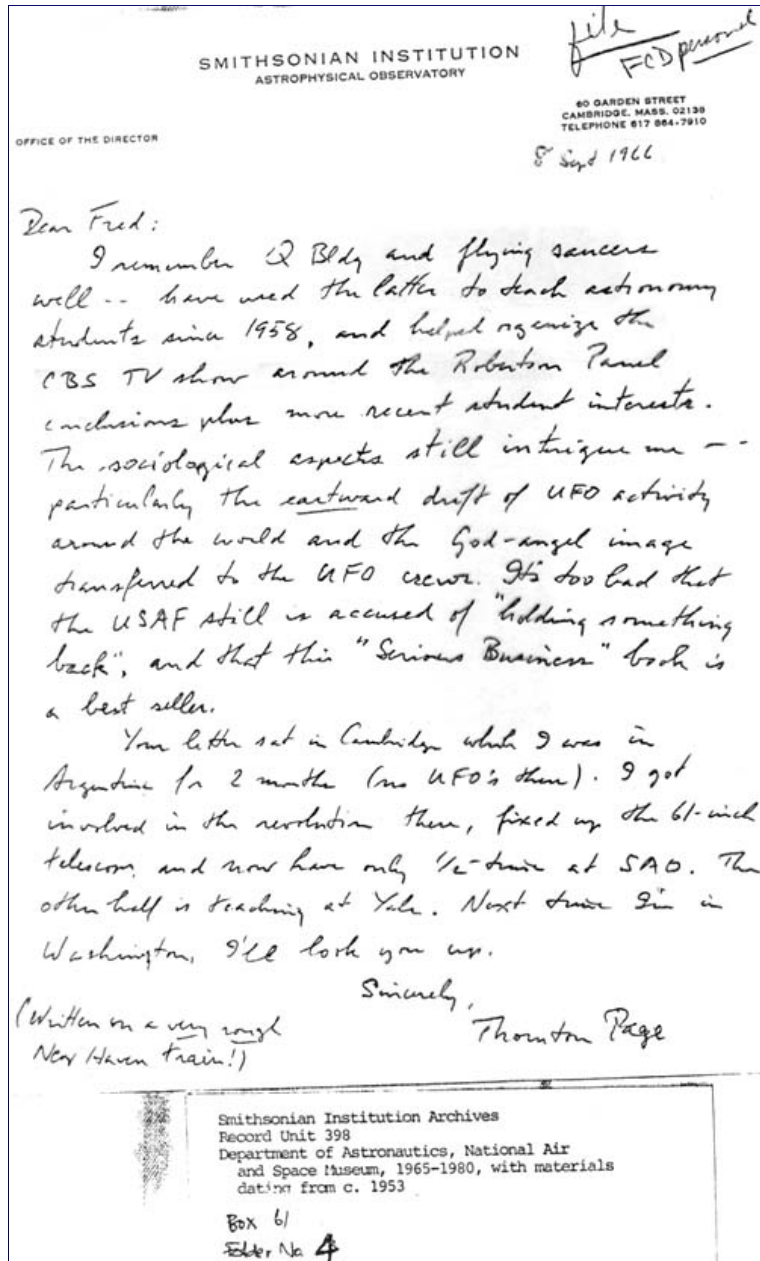 file
FCD personal
SMITHSONIAN INSTITUTION
ASTROPHYSICAL OBSERVATORY
60 GARDEN STREET
CAMBRIDGE, MASS. 02138
TELEPHONE 617 864-7910
OFFICE OF THE DIRECTOR
8 Sept 1966
Dear Fred:
I remember Q Bldg and flying saucers
well -- have used the latter to teach astronomy
students since 1958, and helped organize the
CBS TV show around the Robertson Panel
conclusions plus more recent student interests.
The sociological aspects still intrigue me --
particularly the eastward drift of UFO activity
around the world and the God-angel image
transferred to the UFO crews. It's too bad that
the USAF still is accused of "holding something
back", and that this "Serious Business" book is
a best seller.
Your letter sat in Cambridge while I was in
Argentina for 2 months (no UFO's there). I got
involved in the revolution there, fixed up the 61-inch
telescope, and now have only 1/2-time at SAO. The
other half is teaching at Yale. Next time I'm in
Washington, I'll look you up.
Sincerely,
Thornton Page
(Written on a very rough
New Haven train!)
Smithsonian Institution Archives
Record Unit 398
Department of Astronautics, National Air
and Space Museum, 1965-1980, with materials
dating from c. 1953
Box 61
Folder No. 4